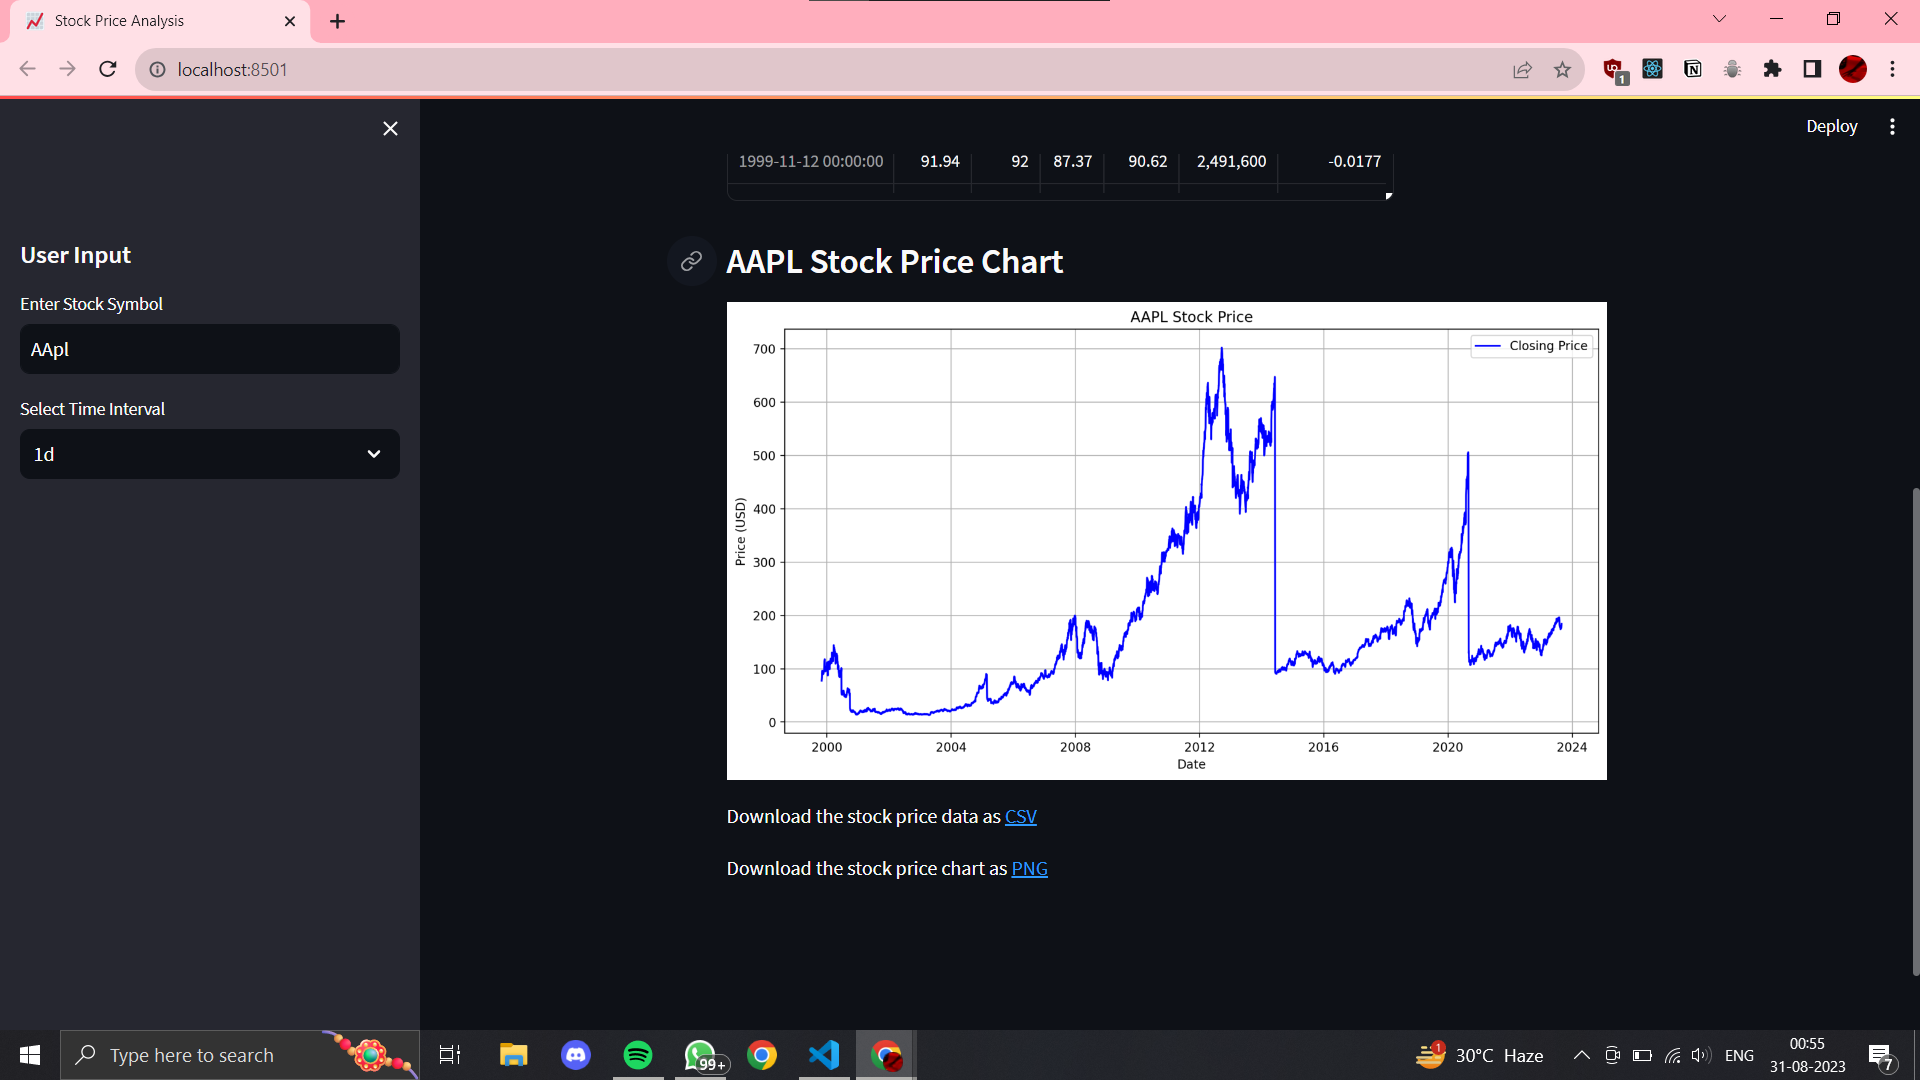 Stock Price Analysis
localhost:8501
1
Deploy
User Input
Enter Stock Symbol
AApl
Select Time Interval
1d
1999-11-12 00:00:00 91.94 92 87.37 90.62 2,491,600 -0.0177
AAPL Stock Price Chart
AAPL Stock Price
Closing Price
700
600
500
400
300
200
100
0
Price (USD)
2000 2004 2008 2012 2016 2020 2024
Date
Download the stock price data as CSV
Download the stock price chart as PNG
Type here to search
99+
1
30°C Haze
ENG
00:55
31-08-2023
7